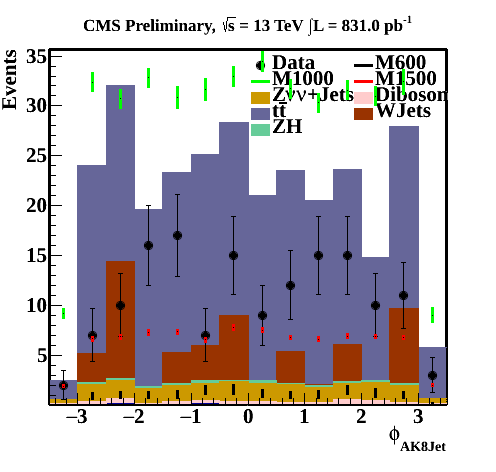 CMS Preliminary, √s = 13 TeV ∫L = 831.0 pb⁻¹
Events
35
30
25
20
15
10
5
Data M600
M1000 M1500
Zνν+Jets Diboson
tt̄ WJets
ZH
−3 −2 −1 0 1 2 3
ϕ AK8Jet